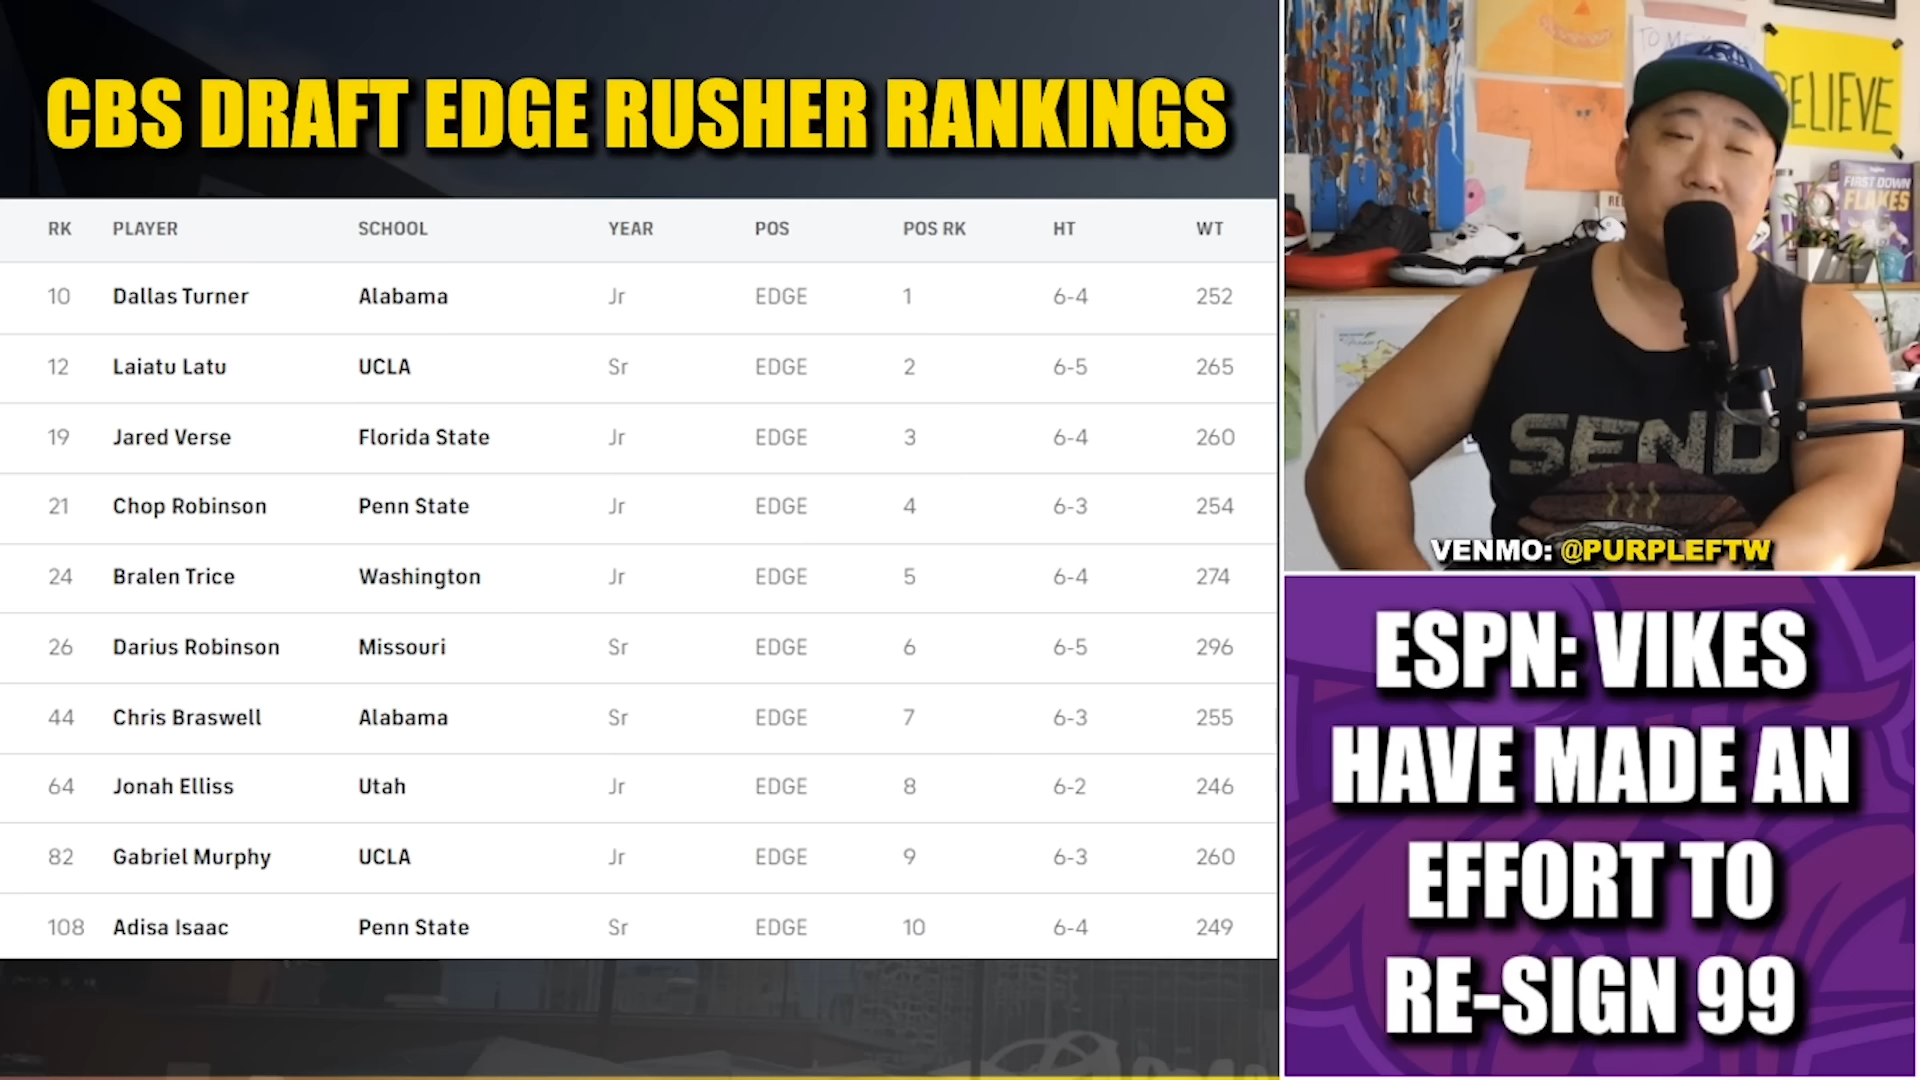 CBS DRAFT EDGE RUSHER RANKINGS
RK PLAYER SCHOOL YEAR POS POS RK HT WT
10 Dallas Turner Alabama Jr EDGE 1 6-4 252
12 Laiatu Latu UCLA Sr EDGE 2 6-5 265
19 Jared Verse Florida State Jr EDGE 3 6-4 260
21 Chop Robinson Penn State Jr EDGE 4 6-3 254
24 Bralen Trice Washington Jr EDGE 5 6-4 274
26 Darius Robinson Missouri Sr EDGE 6 6-5 296
44 Chris Braswell Alabama Sr EDGE 7 6-3 255
64 Jonah Elliss Utah Jr EDGE 8 6-2 246
82 Gabriel Murphy UCLA Jr EDGE 9 6-3 260
108 Adisa Isaac Penn State Sr EDGE 10 6-4 249
TO M
BELIEVE
FIRST DOWN
FLAKES
SEND
VENMO: @PURPLEFTW
ESPN: VIKES
HAVE MADE AN
EFFORT TO
RE-SIGN 99